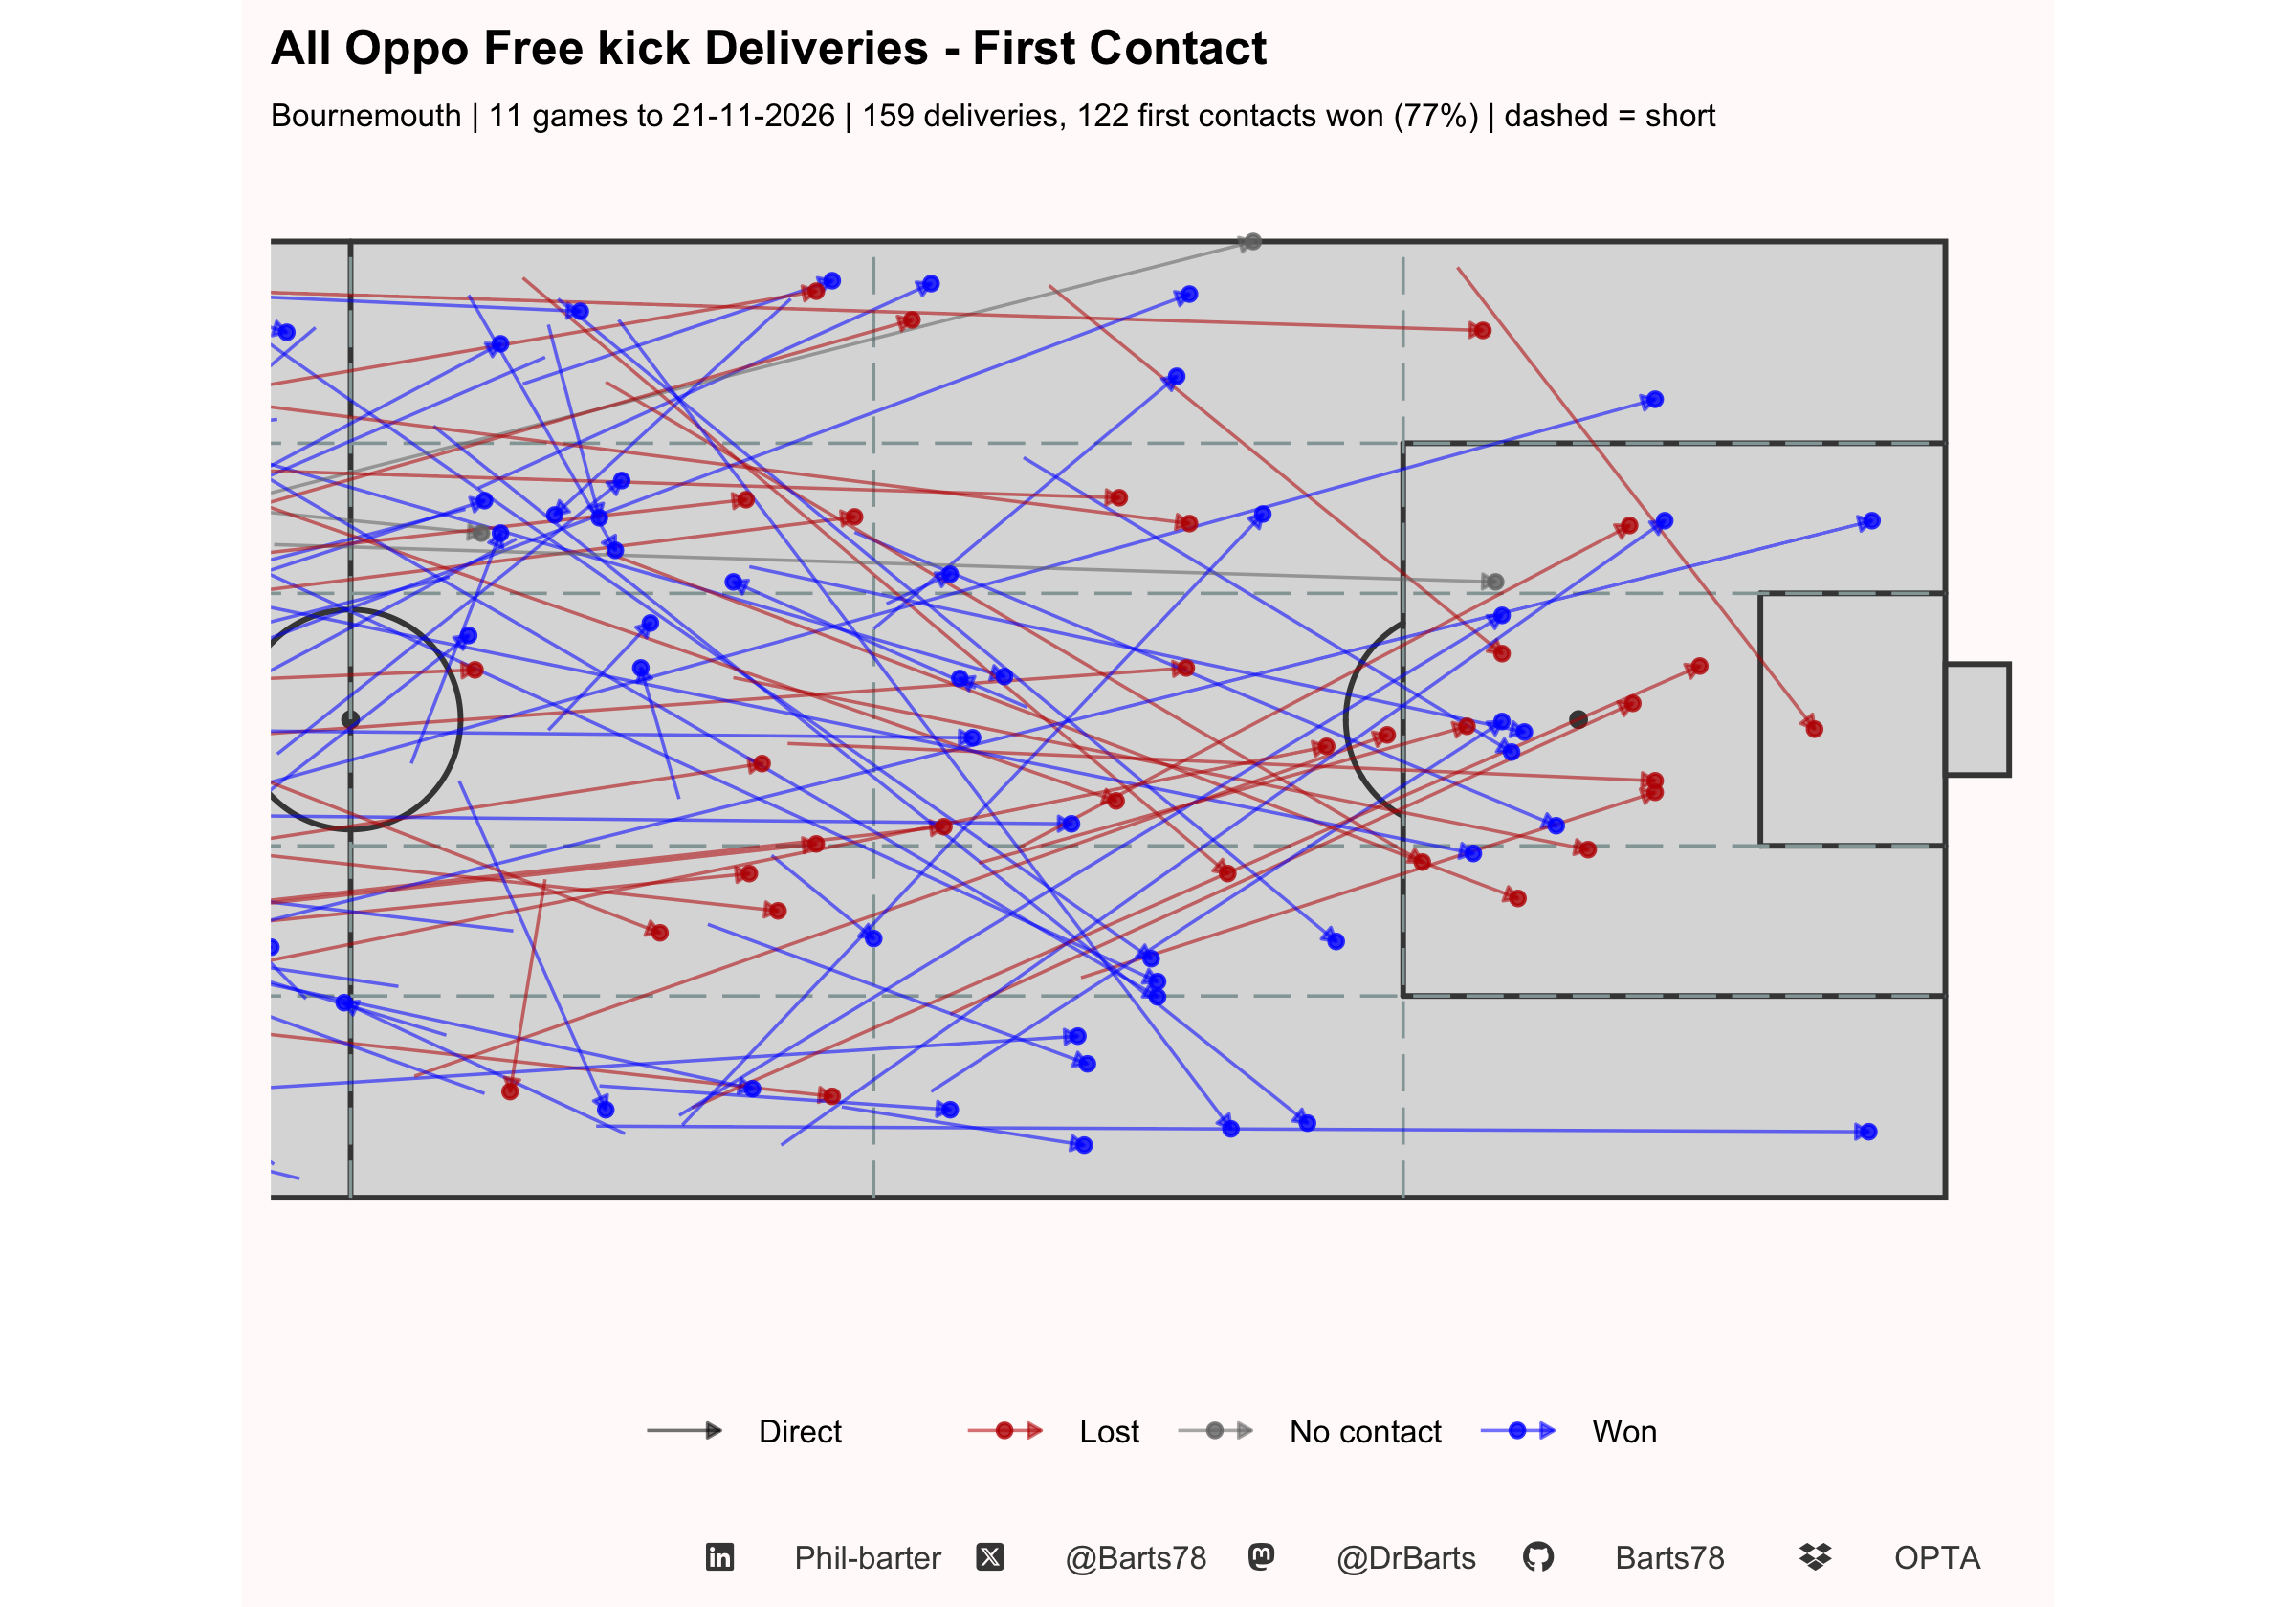 All Oppo Free kick Deliveries - First Contact
Bournemouth | 11 games to 21-11-2026 | 159 deliveries, 122 first contacts won (77%) | dashed = short
Direct Lost No contact Won
Phil-barter @Barts78 @DrBarts Barts78 OPTA